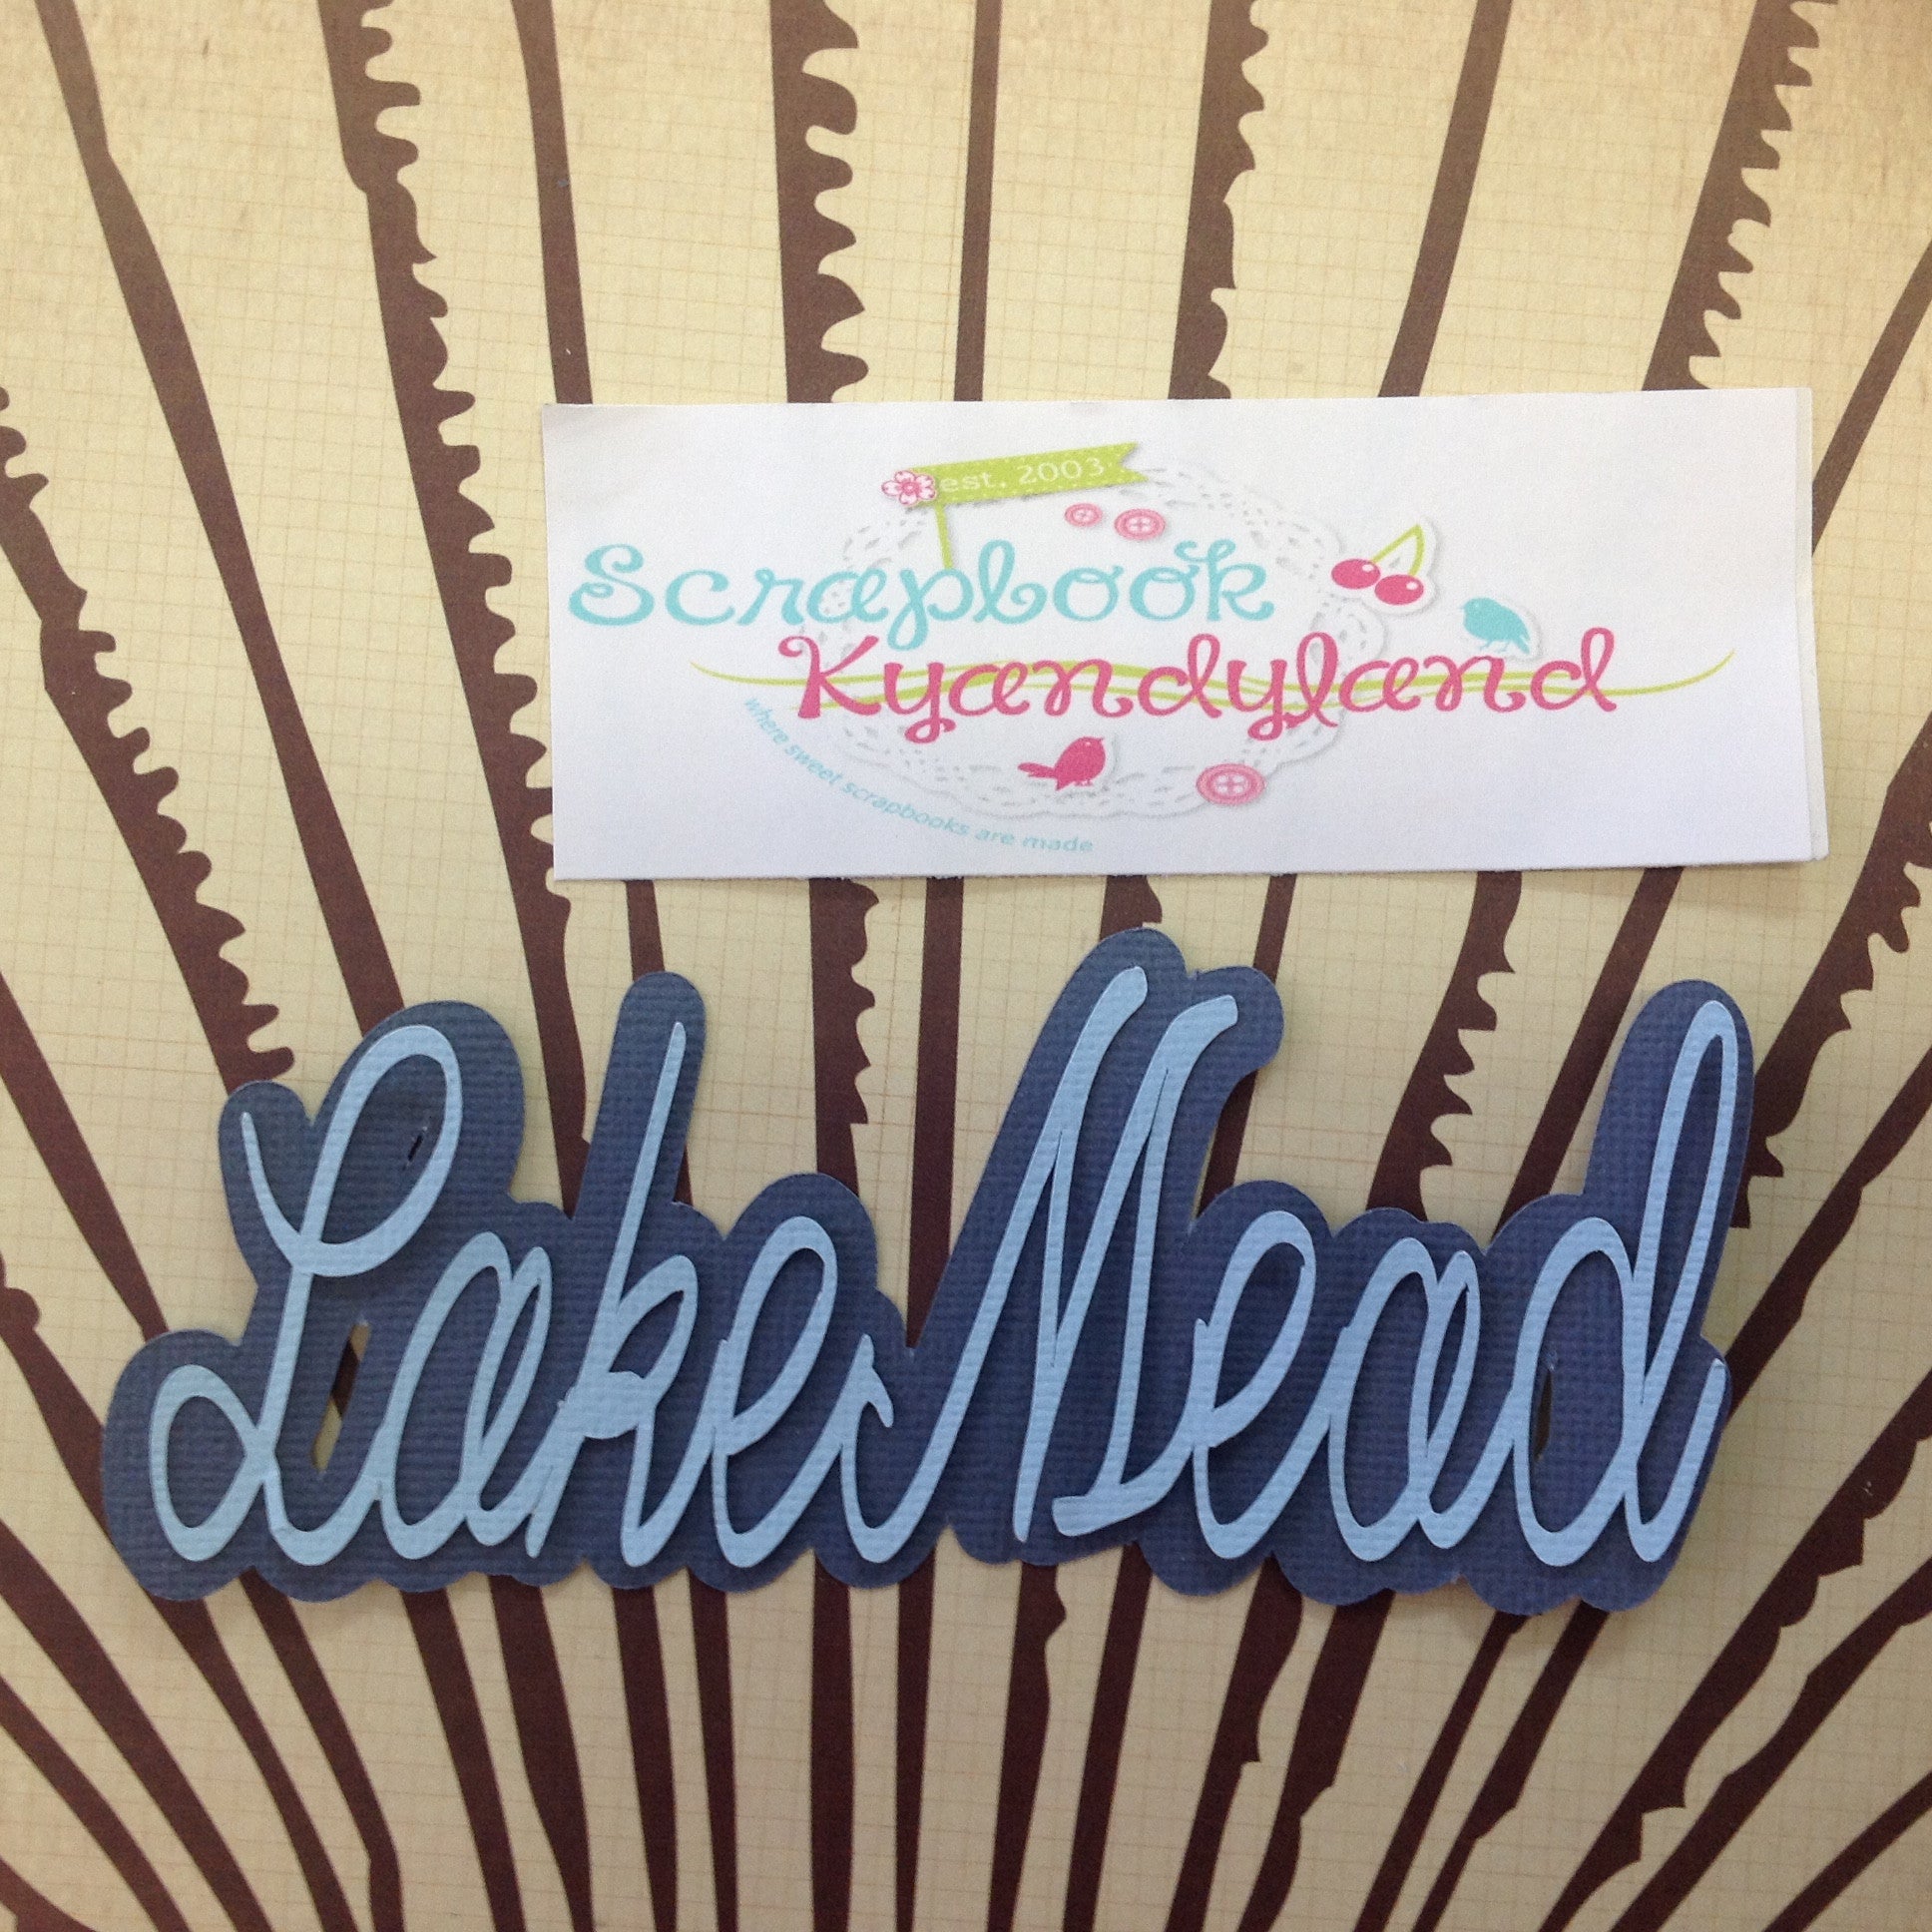 est. 2003
Scrapbook
Kyandyland
where sweet scrapbooks are made
Lake Mead